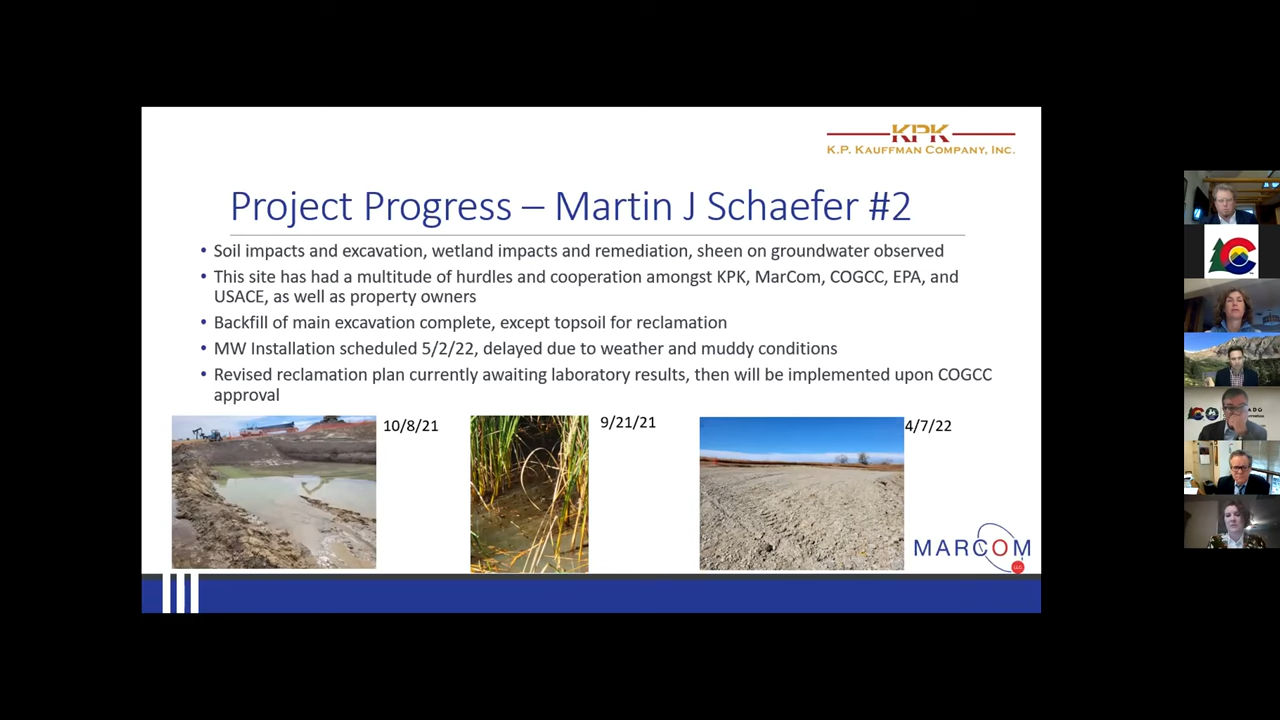 KPK
K.P. KAUFFMAN COMPANY, INC.
Project Progress – Martin J Schaefer #2
• Soil impacts and excavation, wetland impacts and remediation, sheen on groundwater observed
• This site has had a multitude of hurdles and cooperation amongst KPK, MarCom, COGCC, EPA, and
USACE, as well as property owners
• Backfill of main excavation complete, except topsoil for reclamation
• MW Installation scheduled 5/2/22, delayed due to weather and muddy conditions
• Revised reclamation plan currently awaiting laboratory results, then will be implemented upon COGCC
approval
10/8/21
9/21/21
4/7/22
MARCOM
LLC